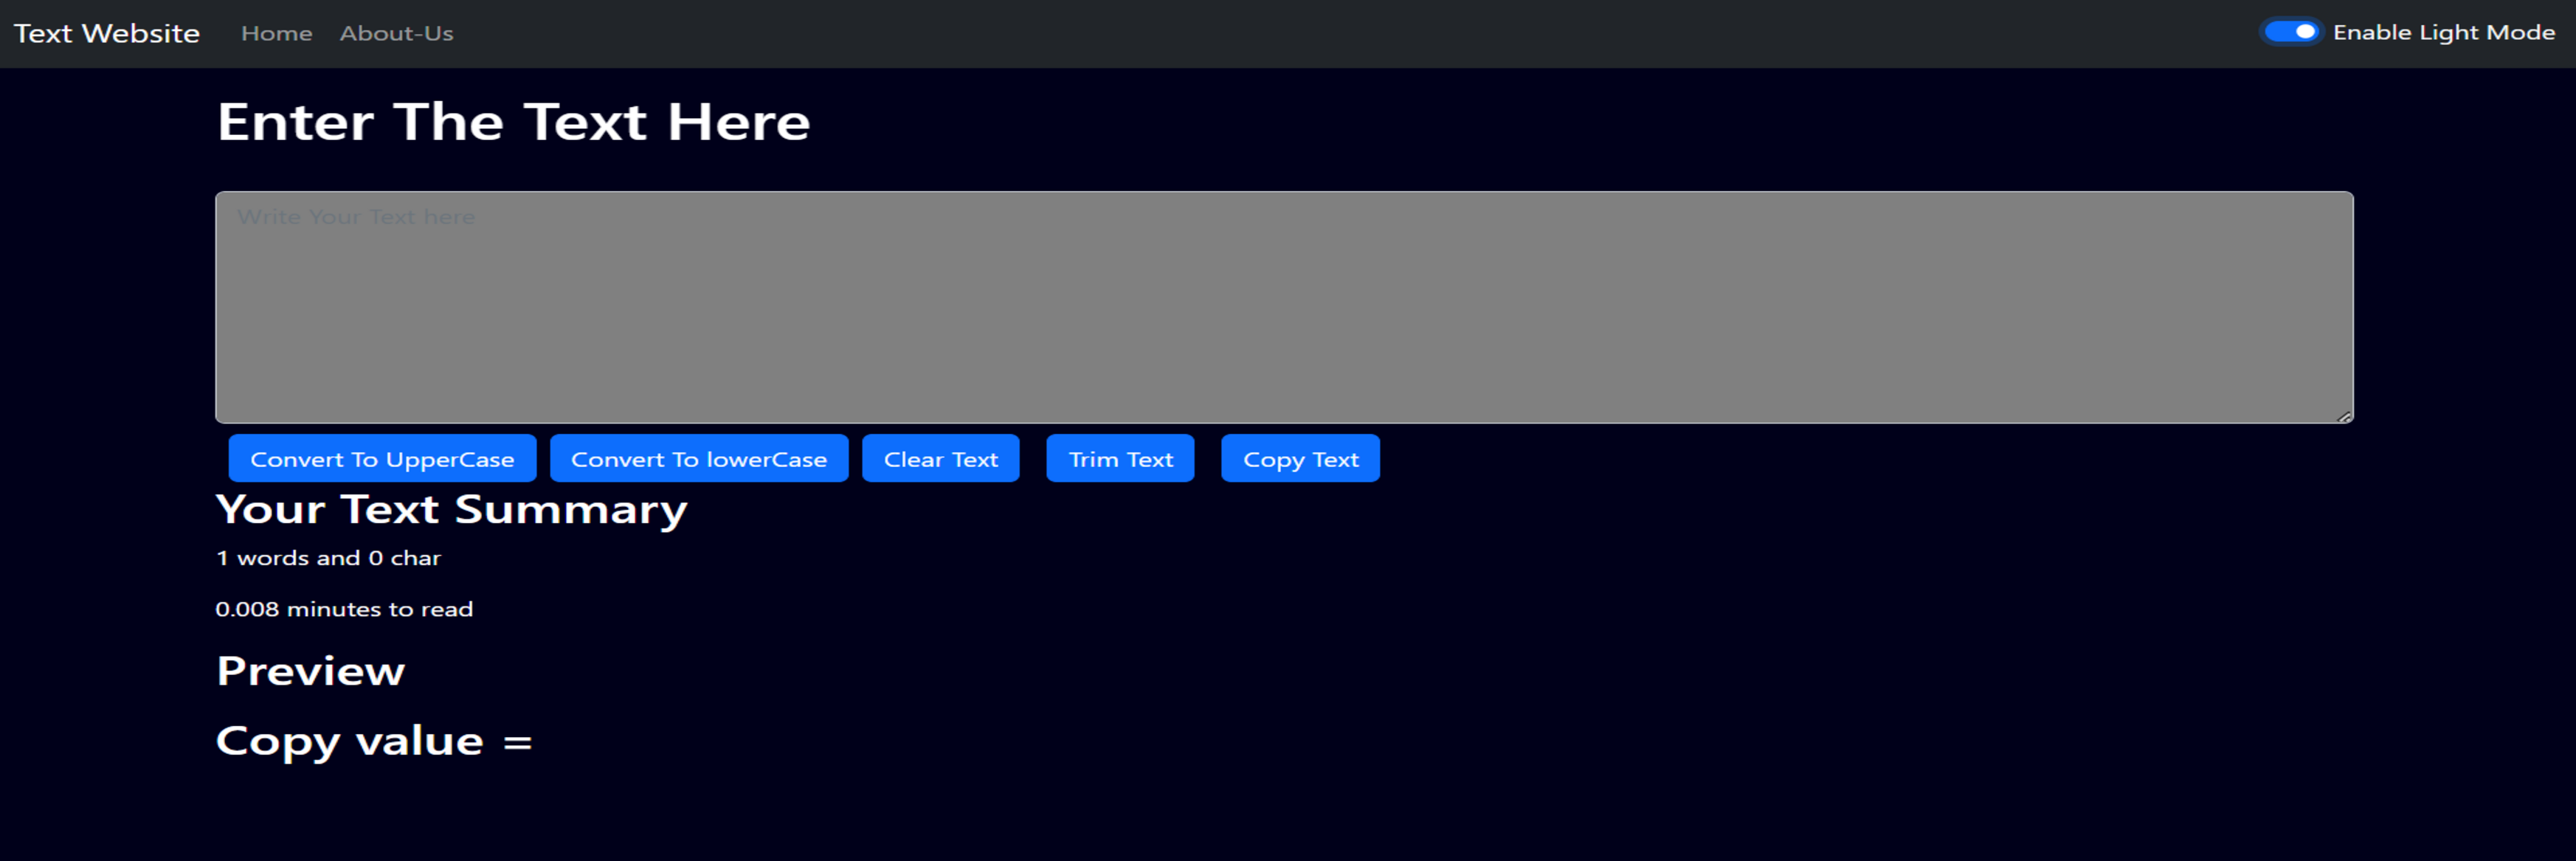 Text Website Home About-Us Enable Light Mode
Enter The Text Here
Write Your Text here
Convert To UpperCase Convert To lowerCase Clear Text Trim Text Copy Text
Your Text Summary
1 words and 0 char
0.008 minutes to read
Preview
Copy value =